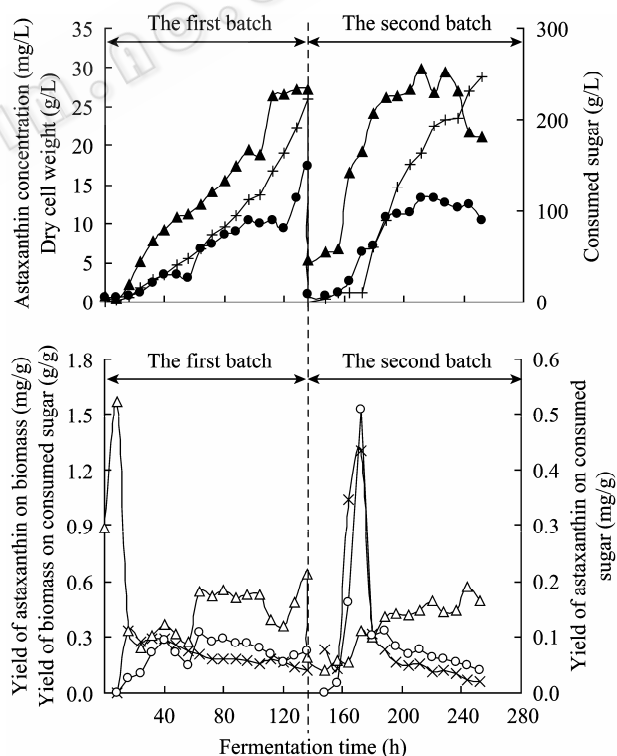 The first batch
The second batch
Astaxanthin concentration (mg/L)
Dry cell weight (g/L)
35
30
25
20
15
10
5
0
300
200
100
0
Consumed sugar (g/L)
The first batch
The second batch
Yield of astaxanthin on biomass (mg/g)
Yield of biomass on consumed sugar (g/g)
1.8
1.5
1.2
0.9
0.6
0.3
0.0
0.6
0.5
0.4
0.3
0.2
0.1
0.0
Yield of astaxanthin on consumed
sugar (mg/g)
40
80
120
160
200
240
280
Fermentation time (h)